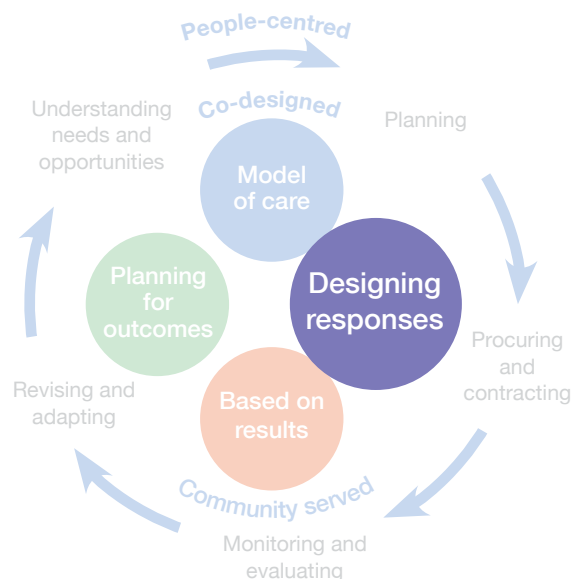 People-centred
Co-designed
Understanding
needs and
opportunities
Planning
Model
of care
Planning
for
outcomes
Designing
responses
Procuring
and
contracting
Revising and
adapting
Based on
results
Community served
Monitoring and
evaluating